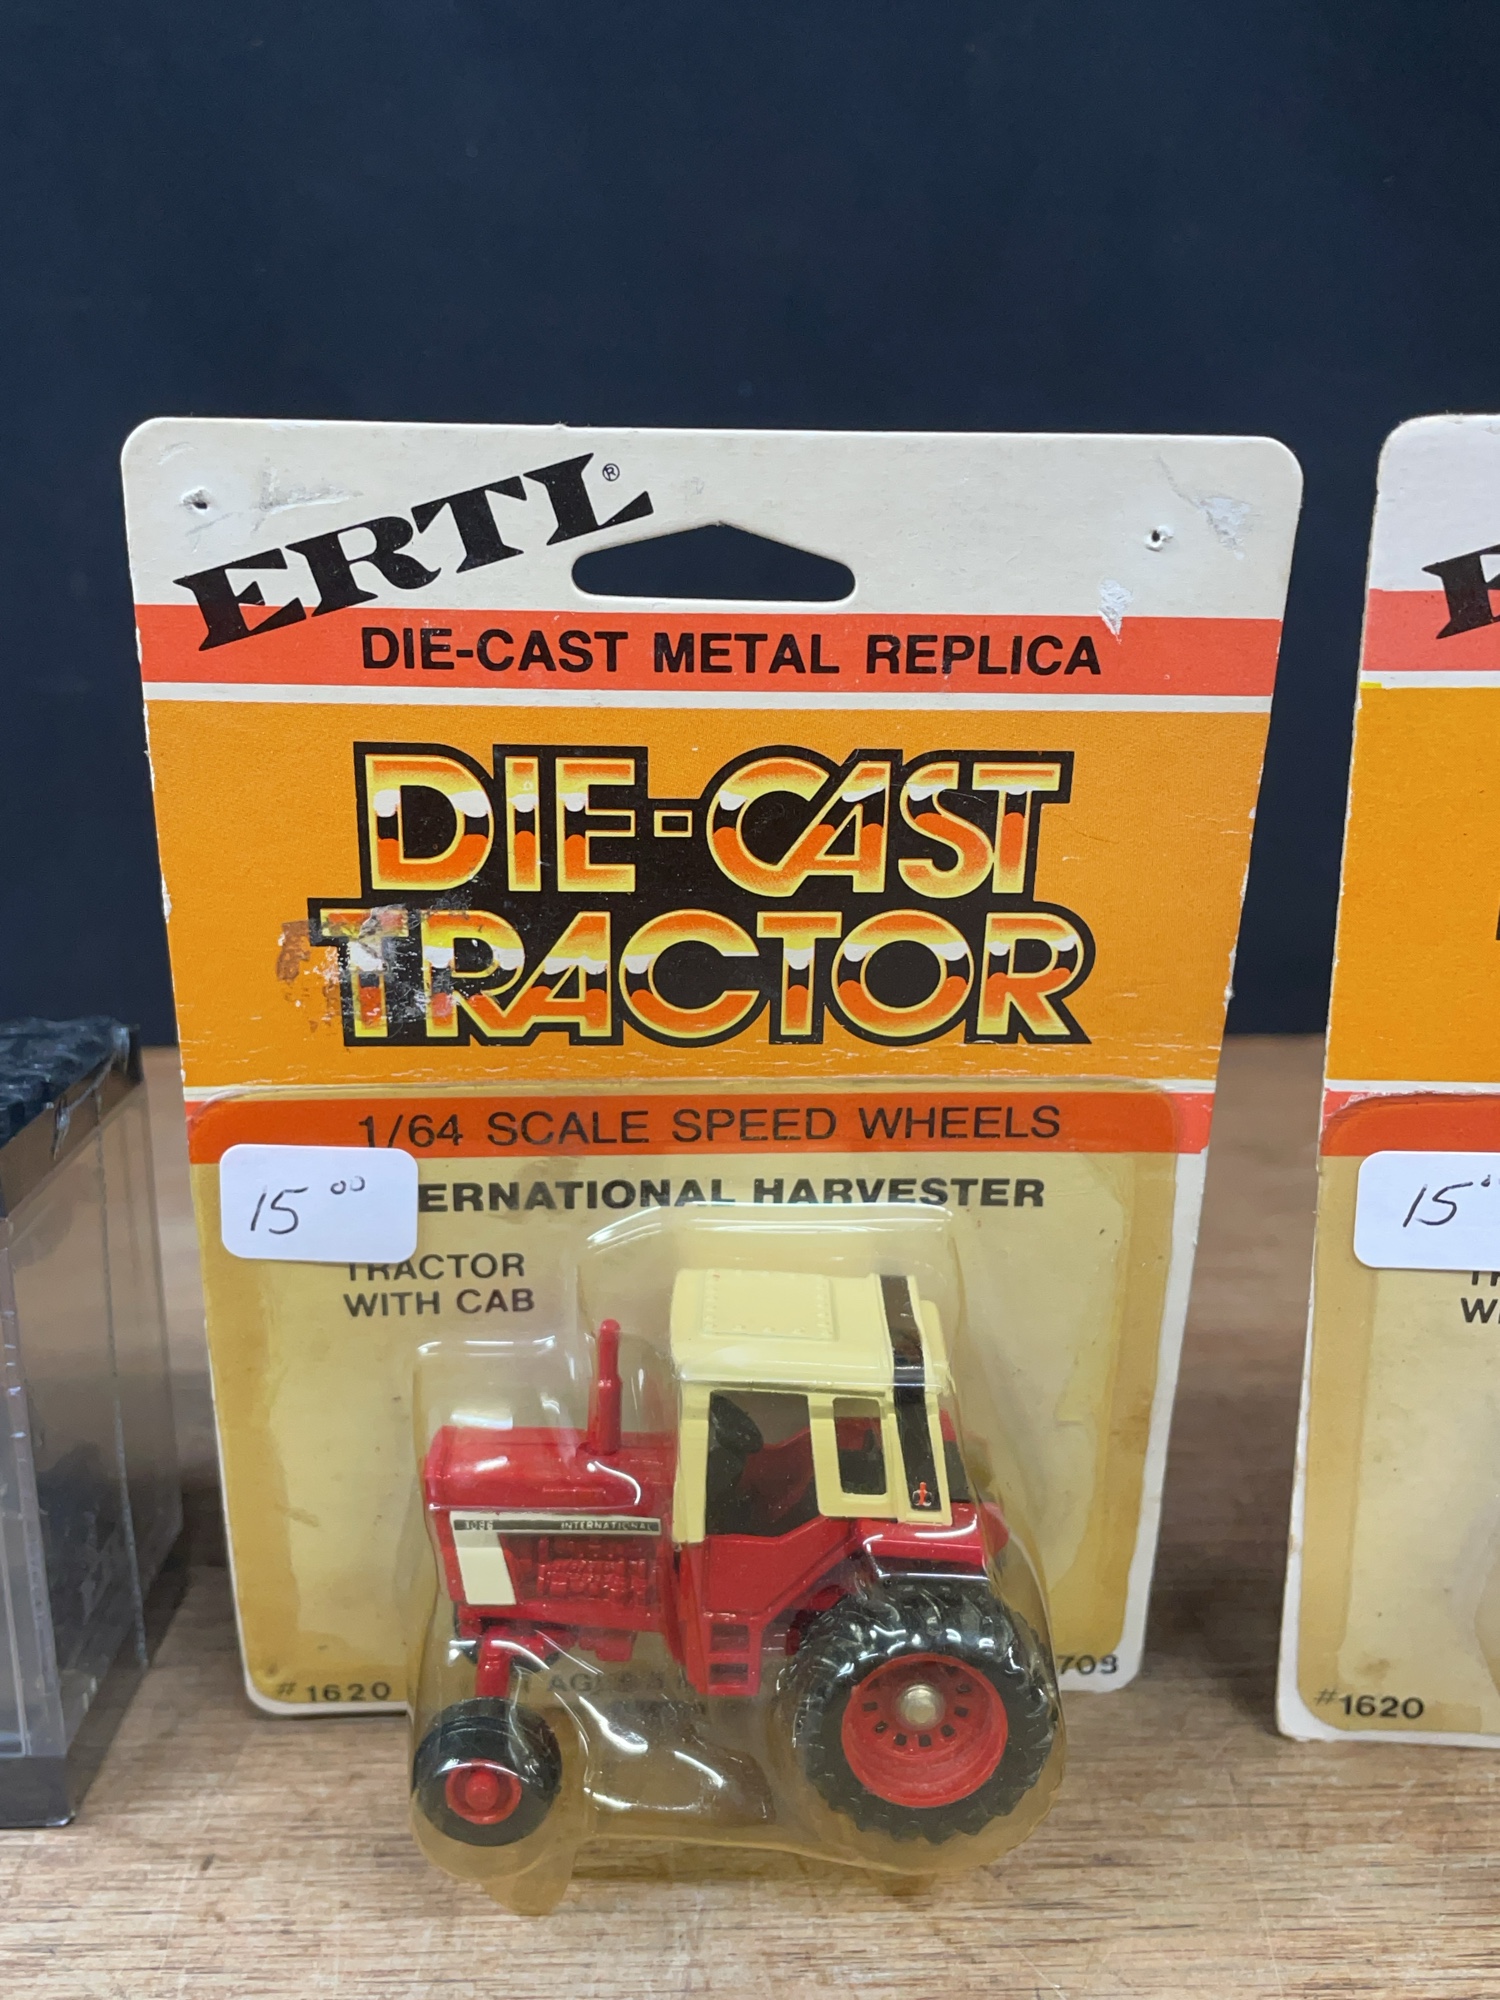 ERTL®
DIE-CAST METAL REPLICA
DIE-CAST
TRACTOR
1/64 SCALE SPEED WHEELS
15 00
ERNATIONAL HARVESTER
TRACTOR
WITH CAB
INTERNATIONAL
#1620
15
#1620